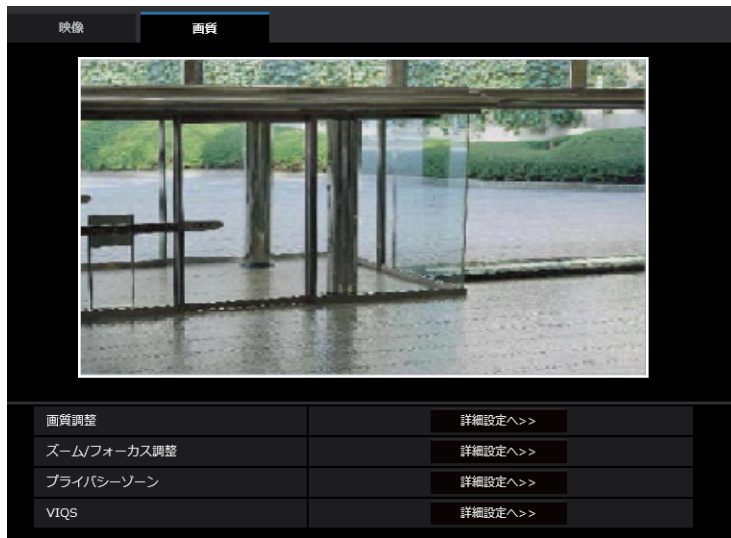 映像 画質
画質調整 詳細設定へ>>
ズーム/フォーカス調整 詳細設定へ>>
プライバシーゾーン 詳細設定へ>>
VIQS 詳細設定へ>>